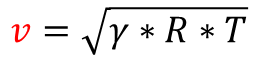 v = √(γ * R * T)